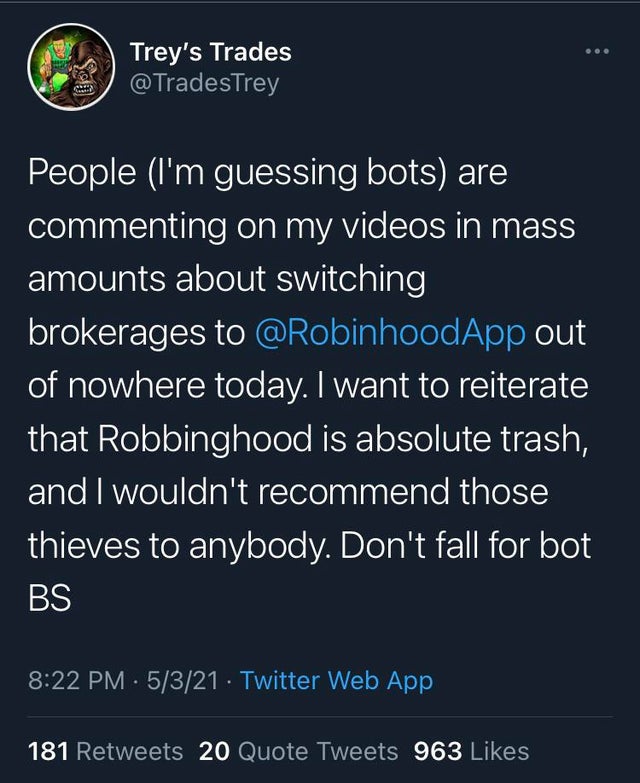 Trey's Trades
@TradesTrey
People (I'm guessing bots) are
commenting on my videos in mass
amounts about switching
brokerages to @RobinhoodApp out
of nowhere today. I want to reiterate
that Robbinghood is absolute trash,
and I wouldn't recommend those
thieves to anybody. Don't fall for bot
BS
8:22 PM · 5/3/21 · Twitter Web App
181 Retweets 20 Quote Tweets 963 Likes